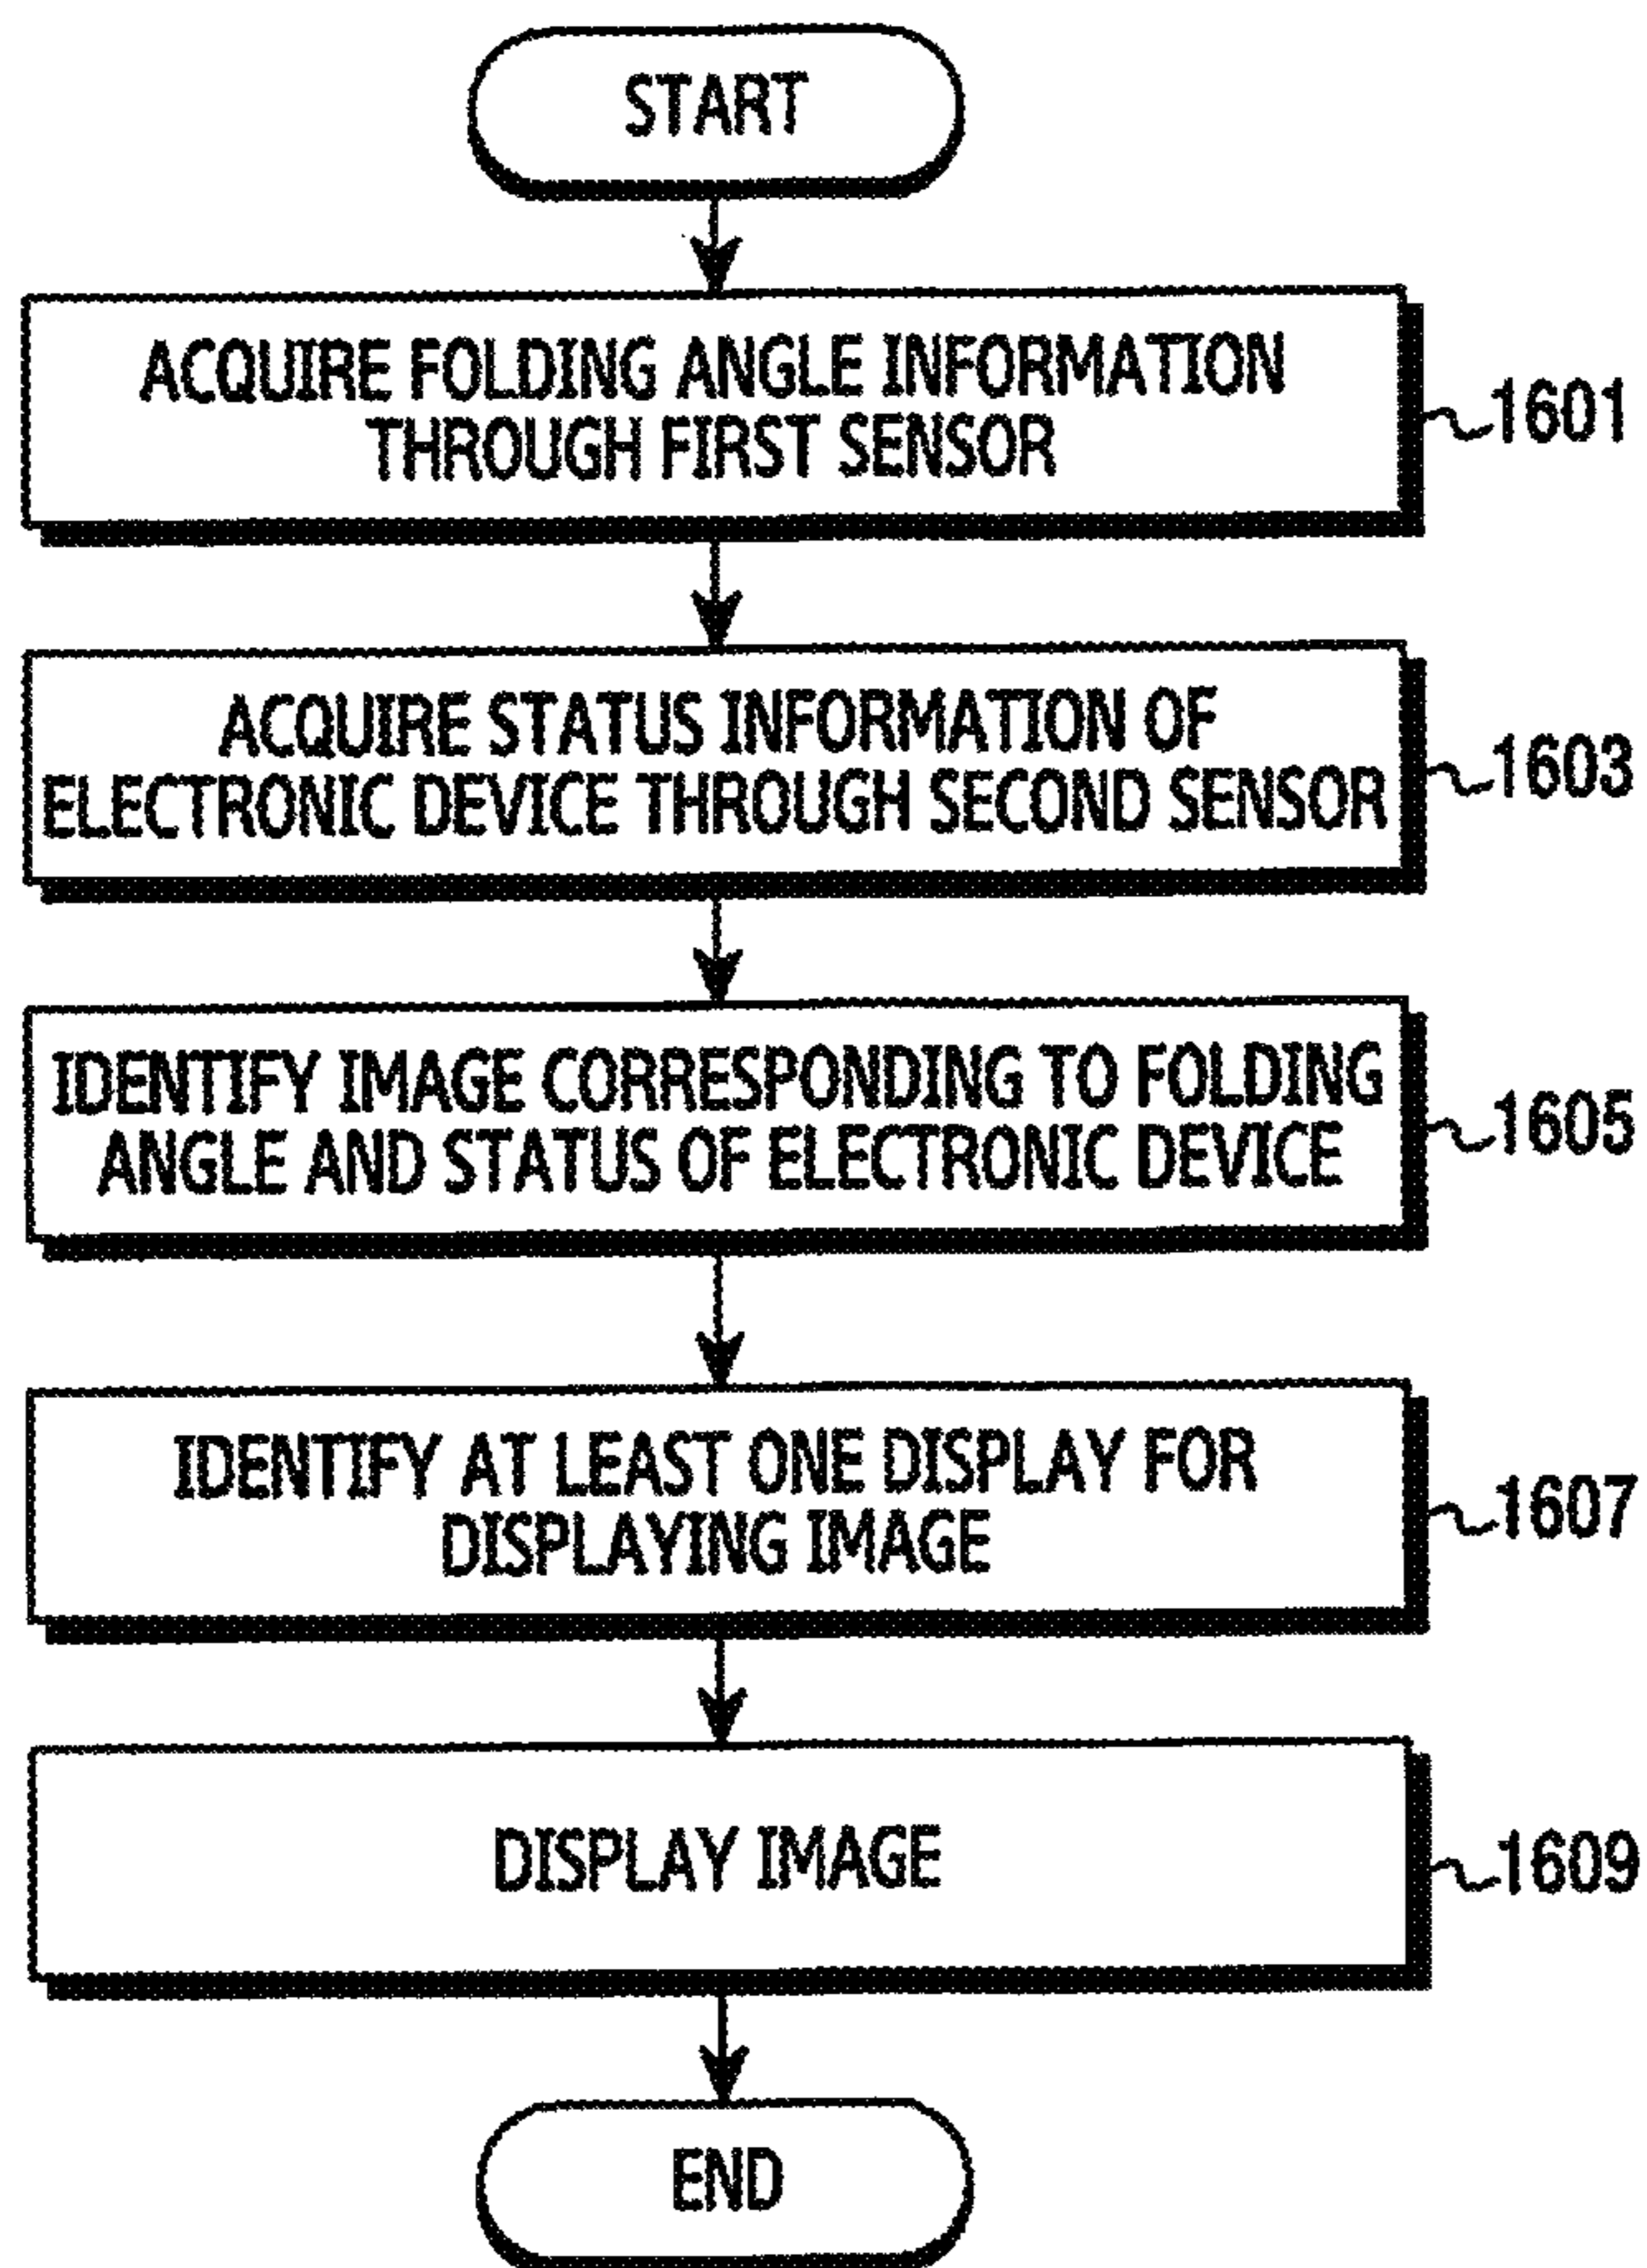 START
ACQUIRE FOLDING ANGLE INFORMATION
THROUGH FIRST SENSOR
1601
ACQUIRE STATUS INFORMATION OF
ELECTRONIC DEVICE THROUGH SECOND SENSOR
1603
IDENTIFY IMAGE CORRESPONDING TO FOLDING
ANGLE AND STATUS OF ELECTRONIC DEVICE
1605
IDENTIFY AT LEAST ONE DISPLAY FOR
DISPLAYING IMAGE
1607
DISPLAY IMAGE
1609
END